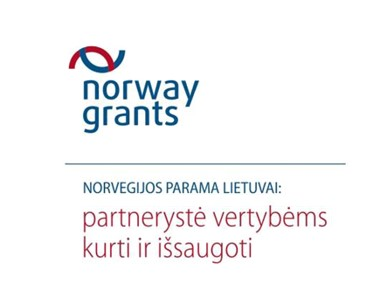 norway
grants
NORVEGIJOS PARAMA LIETUVAI:
partnerystė vertybėms
kurti ir išsaugoti